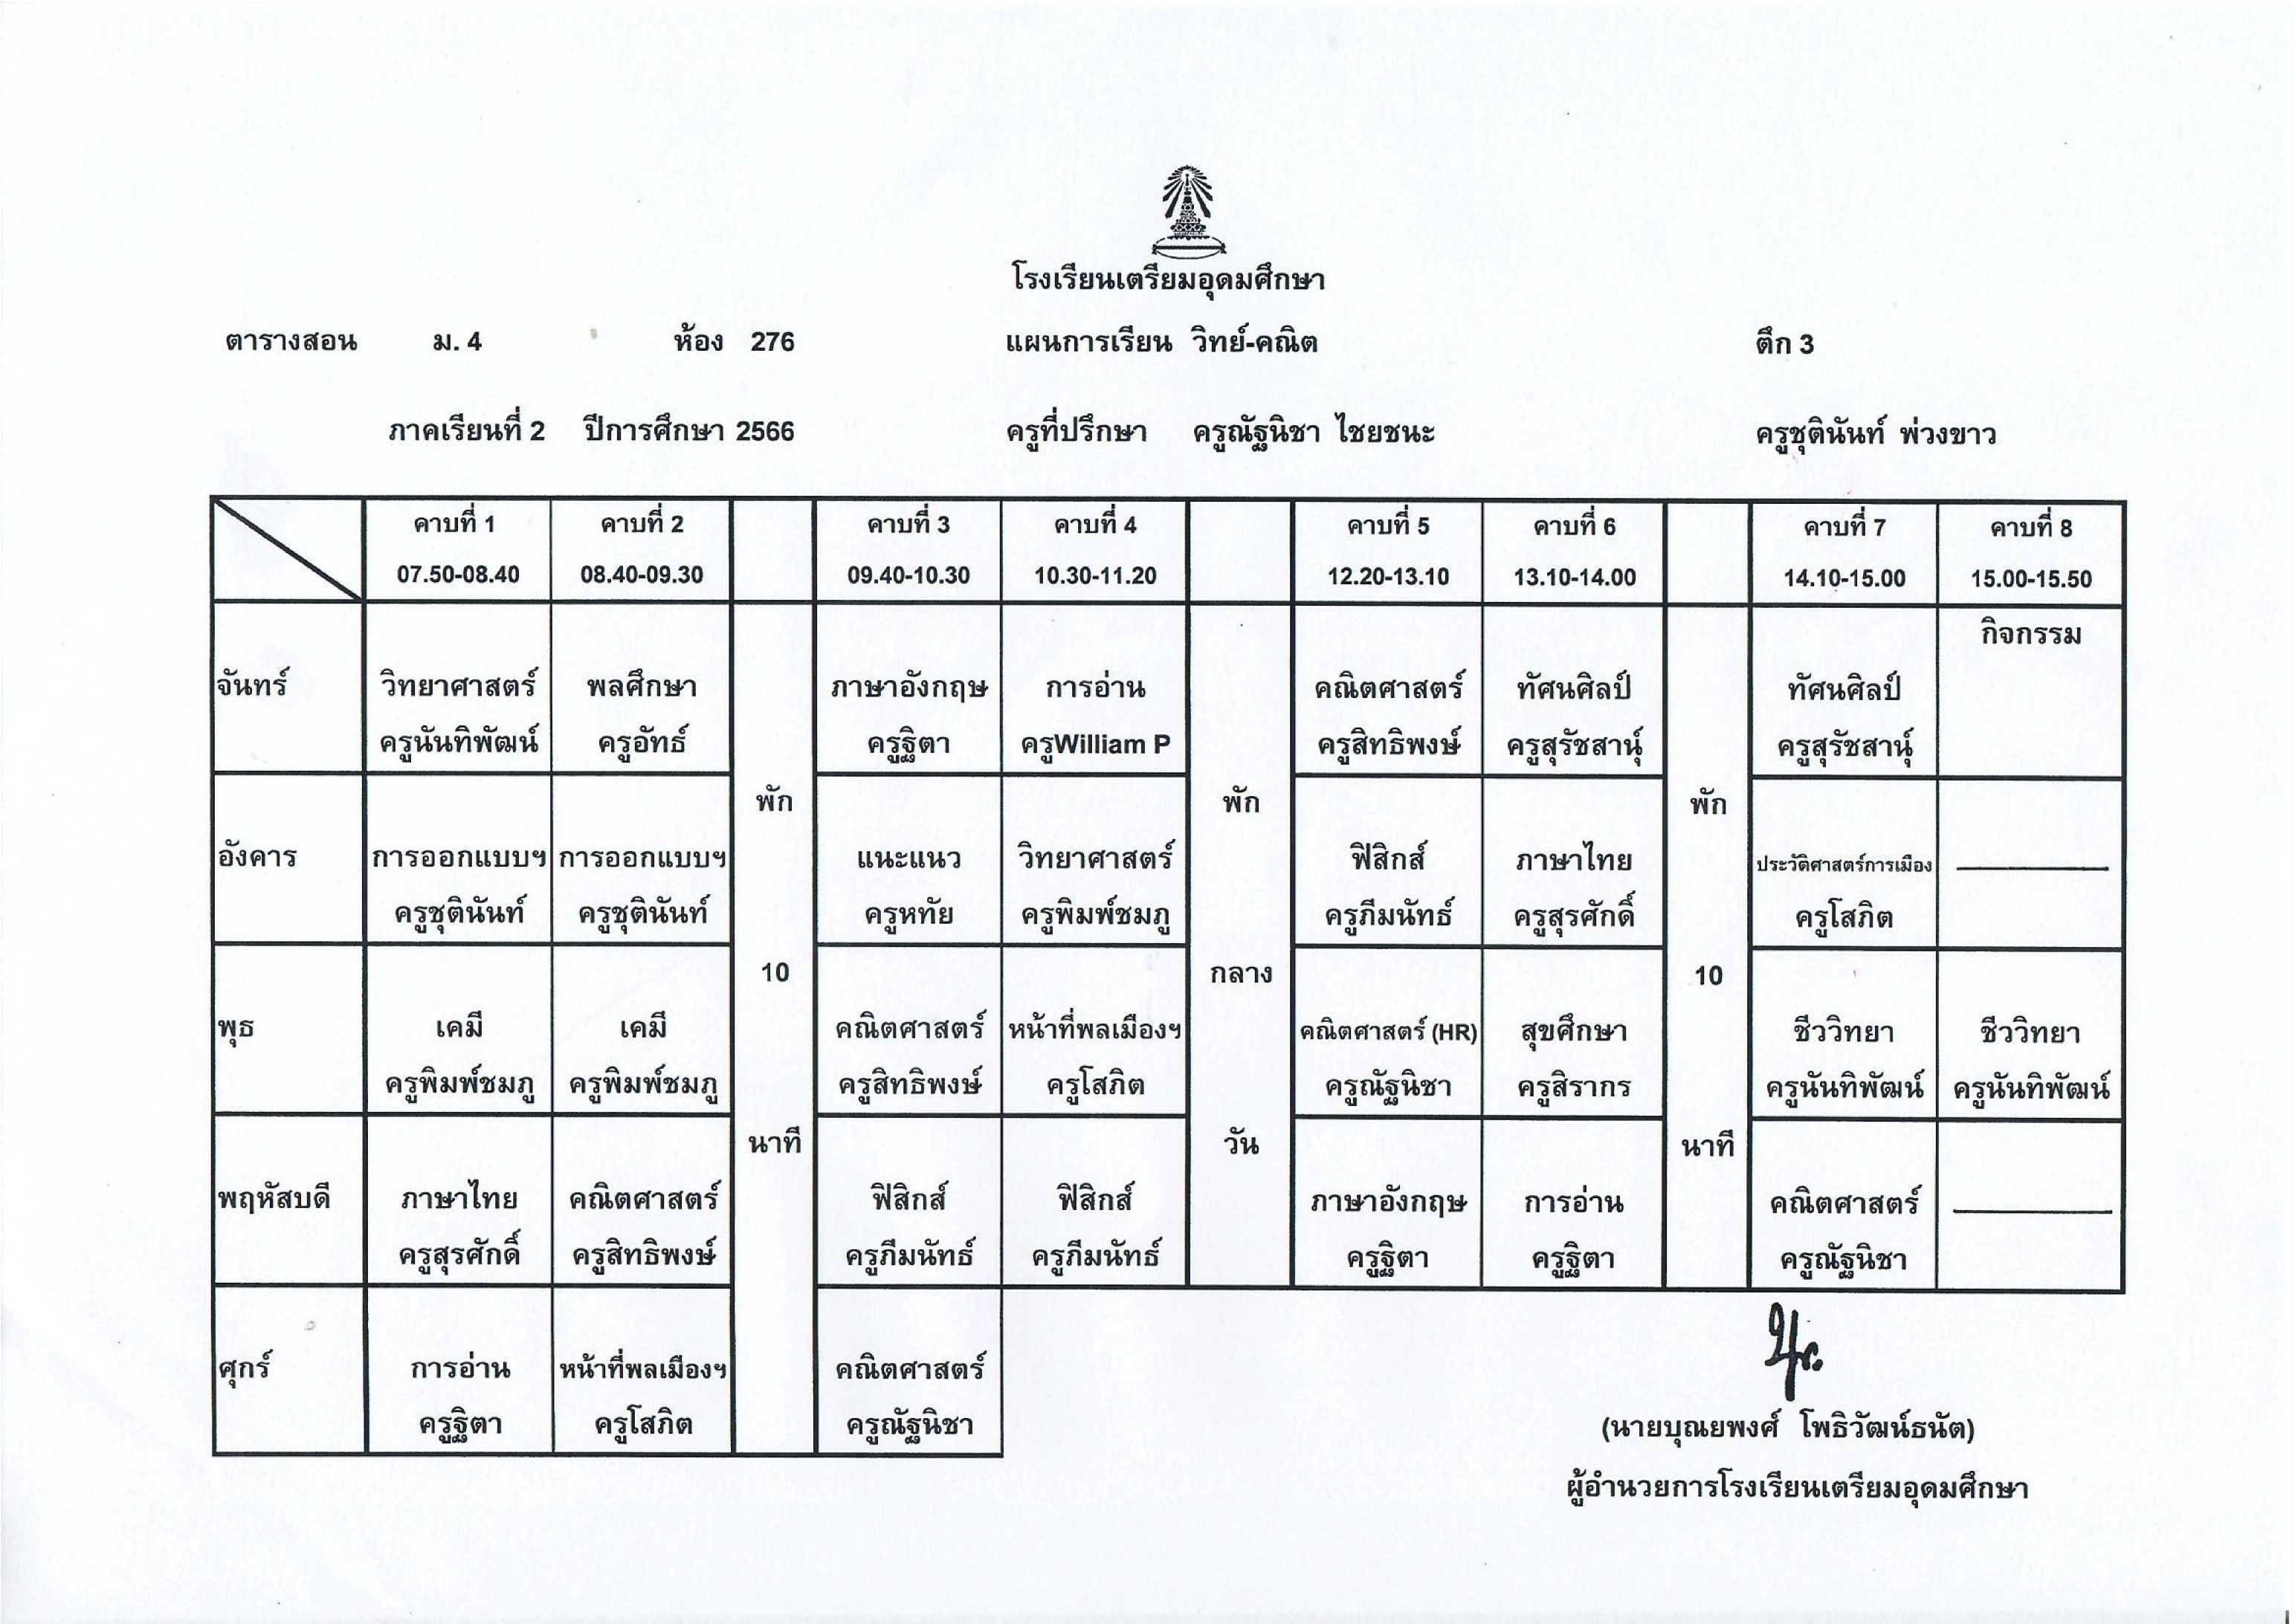 โรงเรียนเตรียมอุดมศึกษา
ตารางสอน ม. 4 ห้อง 276 แผนการเรียน วิทย์-คณิต ตึก 3
ภาคเรียนที่ 2 ปีการศึกษา 2566 ครูที่ปรึกษา ครูณัฐนิชา ไชยชนะ ครูชุตินันท์ พ่วงขาว
คาบที่ 1 คาบที่ 2 คาบที่ 3 คาบที่ 4 คาบที่ 5 คาบที่ 6 คาบที่ 7 คาบที่ 8
07.50-08.40 08.40-09.30 09.40-10.30 10.30-11.20 12.20-13.10 13.10-14.00 14.10-15.00 15.00-15.50
กิจกรรม
จันทร์ วิทยาศาสตร์ พลศึกษา ภาษาอังกฤษ การอ่าน คณิตศาสตร์ ทัศนศิลป์ ทัศนศิลป์
ครูนันทิพัฒน์ ครูอัทธ์ ครูฐิตา ครูWilliam P ครูสิทธิพงษ์ ครูสุรัชสานุ์ ครูสุรัชสานุ์
พัก พัก พัก
อังคาร การออกแบบฯ การออกแบบฯ แนะแนว วิทยาศาสตร์ ฟิสิกส์ ภาษาไทย ประวัติศาสตร์การเมือง
ครูชุตินันท์ ครูชุตินันท์ ครูหทัย ครูพิมพ์ชมภู ครูภีมนัทธ์ ครูสุรศักดิ์ ครูโสภิต
10 กลาง 10
พุธ เคมี เคมี คณิตศาสตร์ หน้าที่พลเมืองฯ คณิตศาสตร์ (HR) สุขศึกษา ชีววิทยา ชีววิทยา
ครูพิมพ์ชมภู ครูพิมพ์ชมภู ครูสิทธิพงษ์ ครูโสภิต ครูณัฐนิชา ครูสิรากร ครูนันทิพัฒน์ ครูนันทิพัฒน์
นาที วัน นาที
พฤหัสบดี ภาษาไทย คณิตศาสตร์ ฟิสิกส์ ฟิสิกส์ ภาษาอังกฤษ การอ่าน คณิตศาสตร์
ครูสุรศักดิ์ ครูสิทธิพงษ์ ครูภีมนัทธ์ ครูภีมนัทธ์ ครูฐิตา ครูฐิตา ครูณัฐนิชา
ศุกร์ การอ่าน หน้าที่พลเมืองฯ คณิตศาสตร์
ครูฐิตา ครูโสภิต ครูณัฐนิชา
(นายบุณยพงศ์ โพธิวัฒน์ธนัต)
ผู้อำนวยการโรงเรียนเตรียมอุดมศึกษา